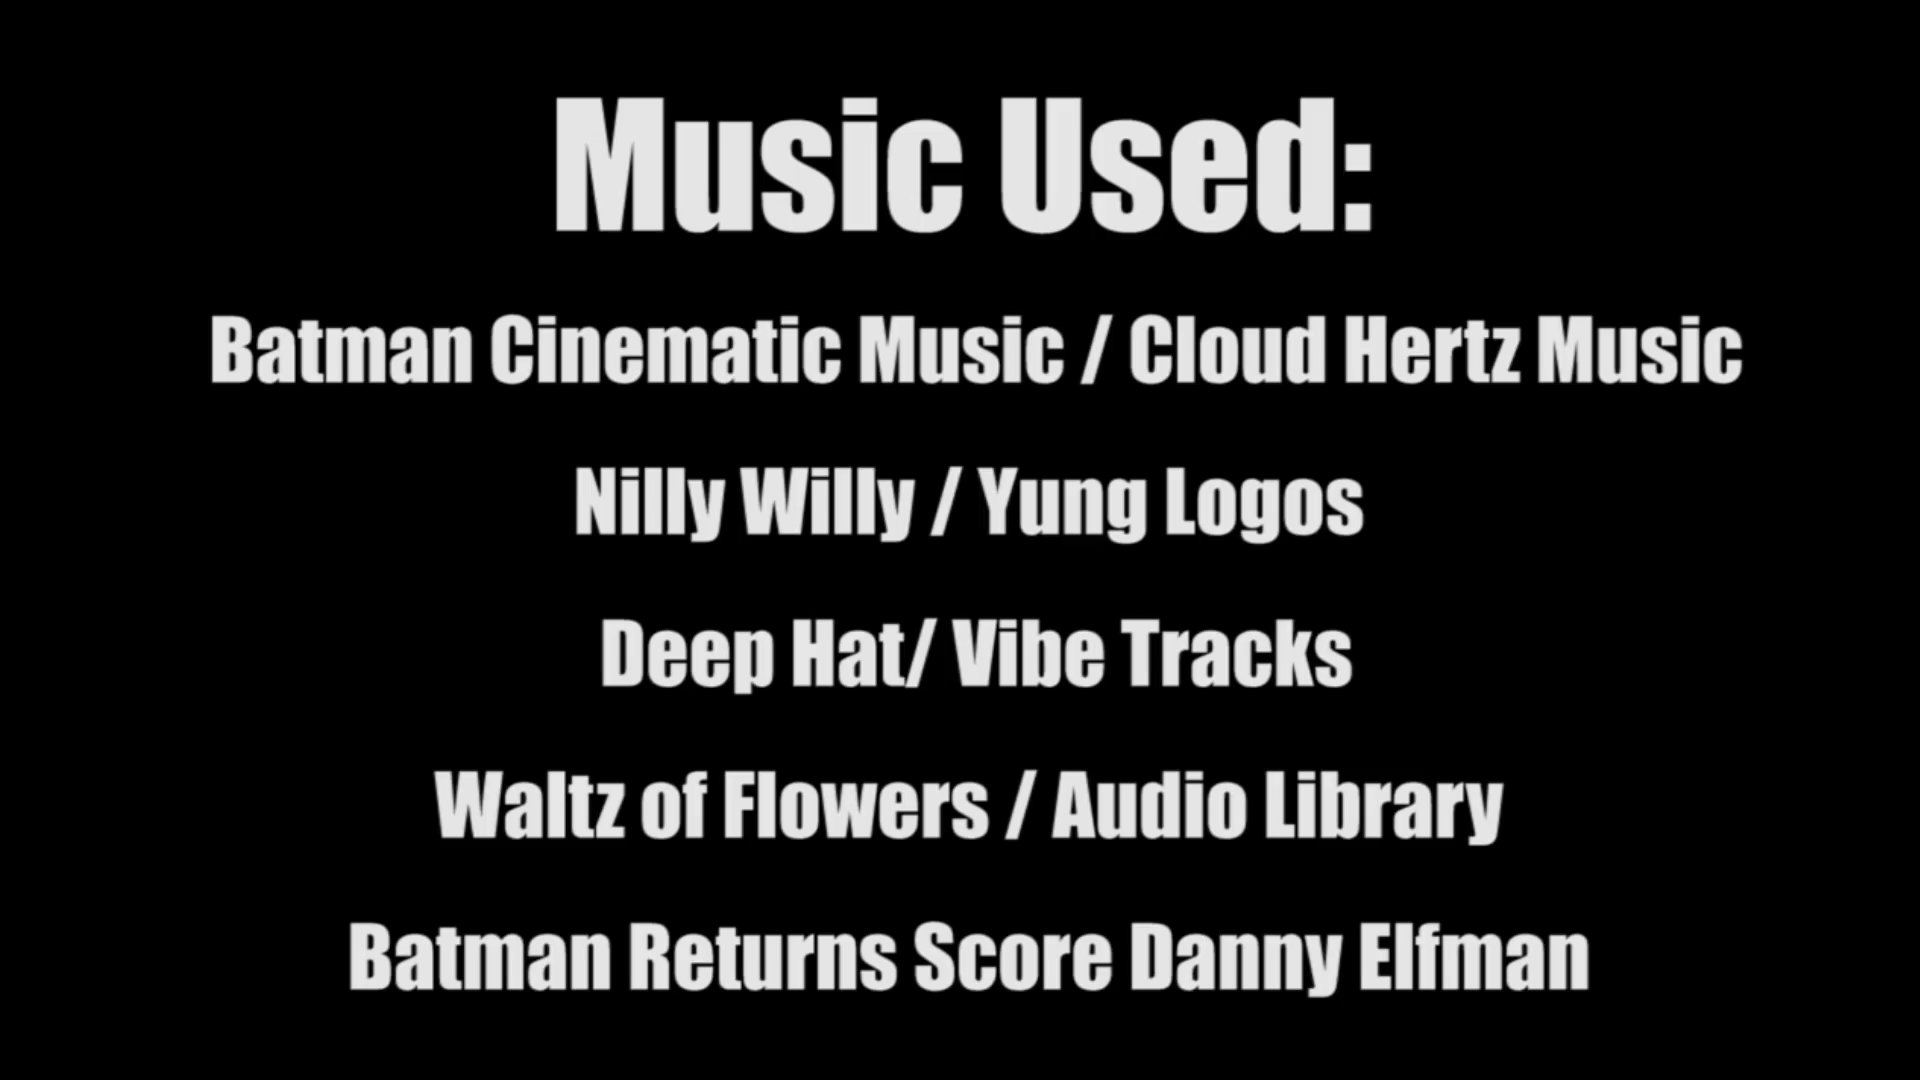 Music Used:
Batman Cinematic Music / Cloud Hertz Music
Nilly Willy / Yung Logos
Deep Hat/ Vibe Tracks
Waltz of Flowers / Audio Library
Batman Returns Score Danny Elfman